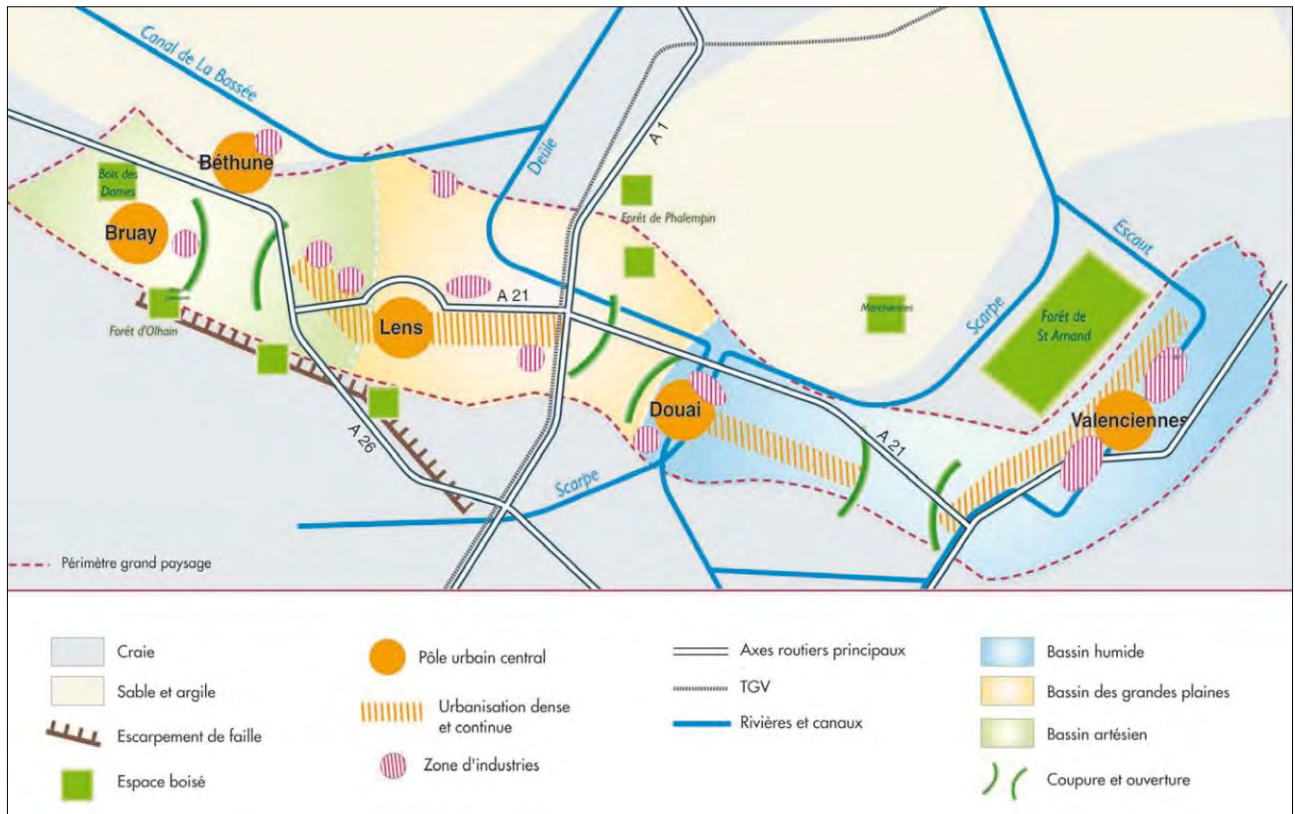 Canal de La Bassée
Béthune
Bois des
Dames
Bruay
Forêt d'Olhain
Deûle
A 1
Forêt de Phalempin
A 21
Lens
A 26
Scarpe
Douai
Marchiennes
Scarpe
Escaut
Forêt de
St Amand
A 21
Valenciennes
Périmètre grand paysage
Craie
Sable et argile
Escarpement de faille
Espace boisé
Pôle urbain central
Urbanisation dense
et continue
Zone d'industries
Axes routiers principaux
TGV
Rivières et canaux
Bassin humide
Bassin des grandes plaines
Bassin artésien
Coupure et ouverture